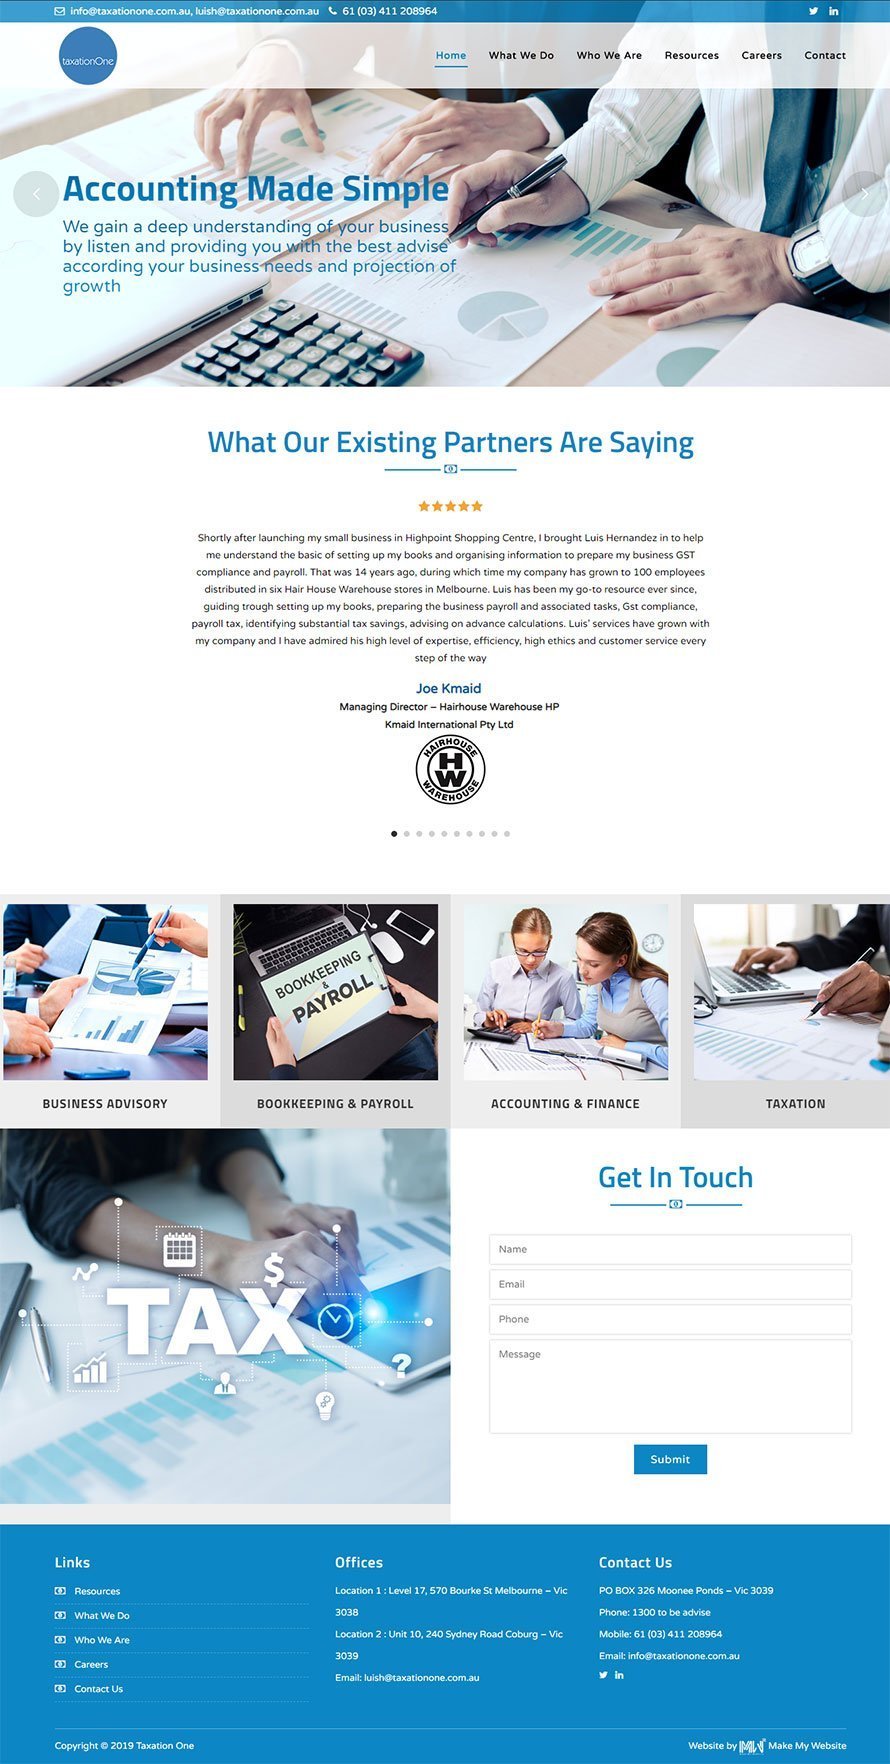 info@taxationone.com.au, luish@taxationone.com.au 61 (03) 411 208964
taxationOne
Home What We Do Who We Are Resources Careers Contact
Accounting Made Simple
We gain a deep understanding of your business
by listen and providing you with the best advise
according your business needs and projection of
growth
What Our Existing Partners Are Saying
Shortly after launching my small business in Highpoint Shopping Centre, I brought Luis Hernandez in to help
me understand the basic of setting up my books and organising information to prepare my business GST
compliance and payroll. That was 14 years ago, during which time my company has grown to 100 employees
distributed in six Hair House Warehouse stores in Melbourne. Luis has been my go-to resource ever since,
guiding trough setting up my books, preparing the business payroll and associated tasks, Gst compliance,
payroll tax, identifying substantial tax savings, advising on advance calculations. Luis’ services have grown with
my company and I have admired his high level of expertise, efficiency, high ethics and customer service every
step of the way
Joe Kmaid
Managing Director – Hairhouse Warehouse HP
Kmaid International Pty Ltd
HAIRHOUSE
HW
WAREHOUSE
BOOKKEEPING
&
PAYROLL
BUSINESS ADVISORY BOOKKEEPING & PAYROLL ACCOUNTING & FINANCE TAXATION
TAX
Get In Touch
Name
Email
Phone
Message
Submit
Links
Resources
What We Do
Who We Are
Careers
Contact Us
Offices
Location 1 : Level 17, 570 Bourke St Melbourne – Vic
3038
Location 2 : Unit 10, 240 Sydney Road Coburg – Vic
3039
Email: luish@taxationone.com.au
Contact Us
PO BOX 326 Moonee Ponds – Vic 3039
Phone: 1300 to be advise
Mobile: 61 (03) 411 208964
Email: info@taxationone.com.au
Copyright © 2019 Taxation One
Website by MMW Make My Website